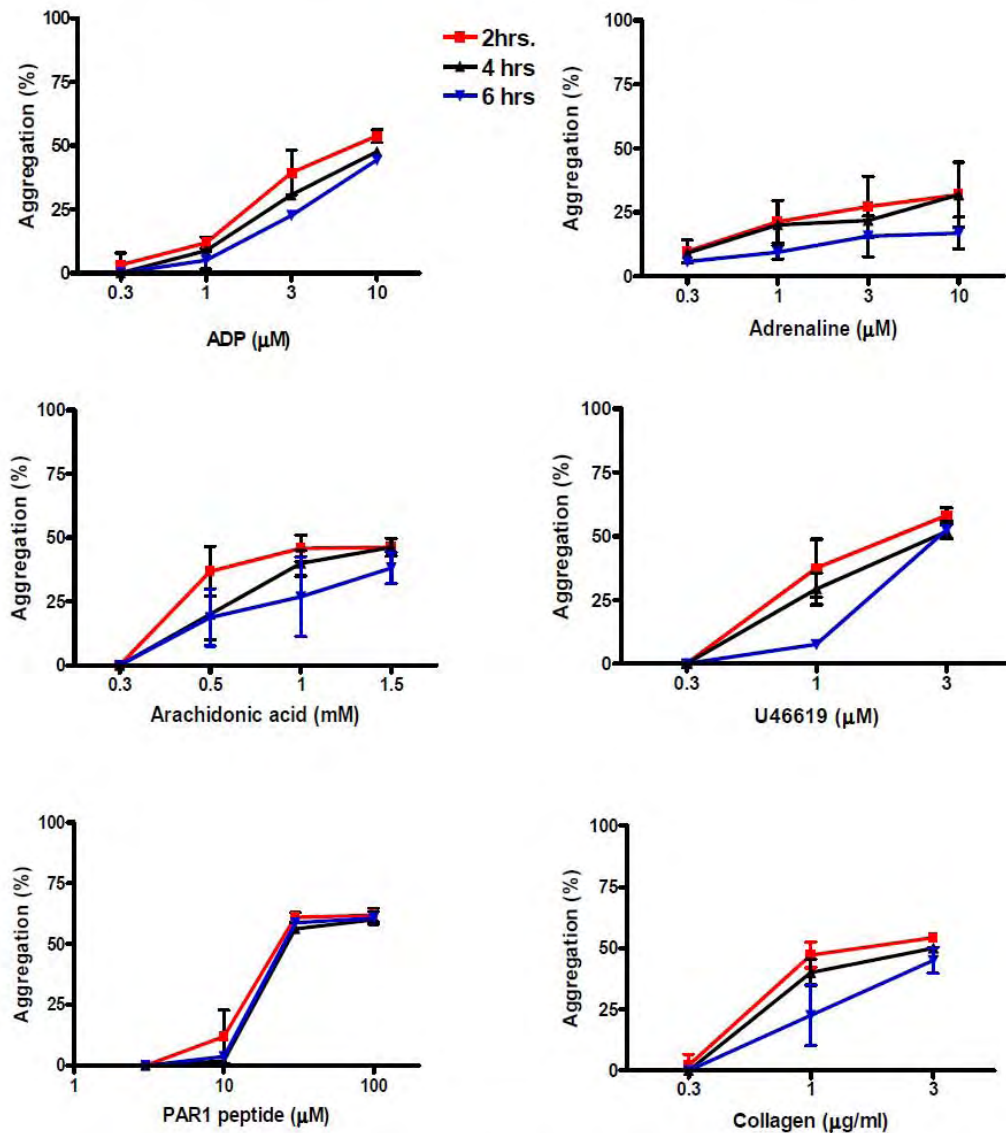 2hrs.
4 hrs
6 hrs
Aggregation (%)
100
75
50
25
0
0.3 1 3 10
ADP (μM)
Aggregation (%)
100
75
50
25
0
0.3 1 3 10
Adrenaline (μM)
Aggregation (%)
100
75
50
25
0
0.3 0.5 1 1.5
Arachidonic acid (mM)
Aggregation (%)
100
75
50
25
0
0.3 1 3
U46619 (μM)
Aggregation (%)
100
75
50
25
0
1 10 100
PAR1 peptide (μM)
Aggregation (%)
100
75
50
25
0
0.3 1 3
Collagen (μg/ml)